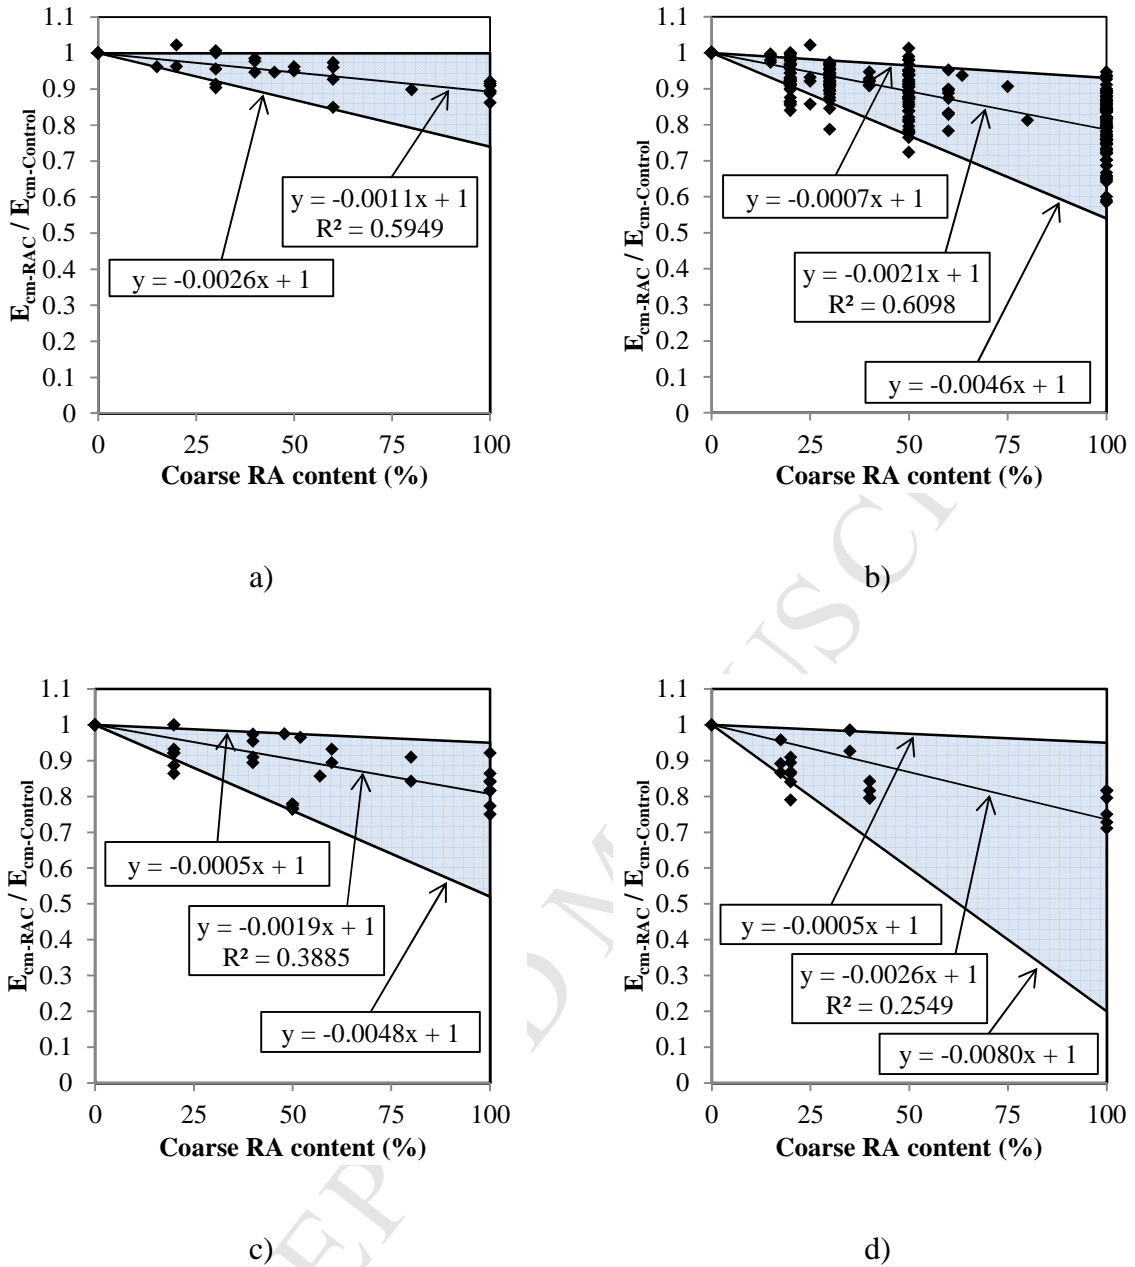 1.1
1
0.9
0.8
0.7
0.6
0.5
0.4
0.3
0.2
0.1
0
E_cm-RAC / E_cm-Control
y = -0.0011x + 1
R² = 0.5949
y = -0.0026x + 1
0 25 50 75 100
Coarse RA content (%)
a)
1.1
1
0.9
0.8
0.7
0.6
0.5
0.4
0.3
0.2
0.1
0
E_cm-RAC / E_cm-Control
y = -0.0007x + 1
y = -0.0021x + 1
R² = 0.6098
y = -0.0046x + 1
0 25 50 75 100
Coarse RA content (%)
b)
1.1
1
0.9
0.8
0.7
0.6
0.5
0.4
0.3
0.2
0.1
0
E_cm-RAC / E_cm-Control
y = -0.0005x + 1
y = -0.0019x + 1
R² = 0.3885
y = -0.0048x + 1
0 25 50 75 100
Coarse RA content (%)
c)
1.1
1
0.9
0.8
0.7
0.6
0.5
0.4
0.3
0.2
0.1
0
E_cm-RAC / E_cm-Control
y = -0.0005x + 1
y = -0.0026x + 1
R² = 0.2549
y = -0.0080x + 1
0 25 50 75 100
Coarse RA content (%)
d)